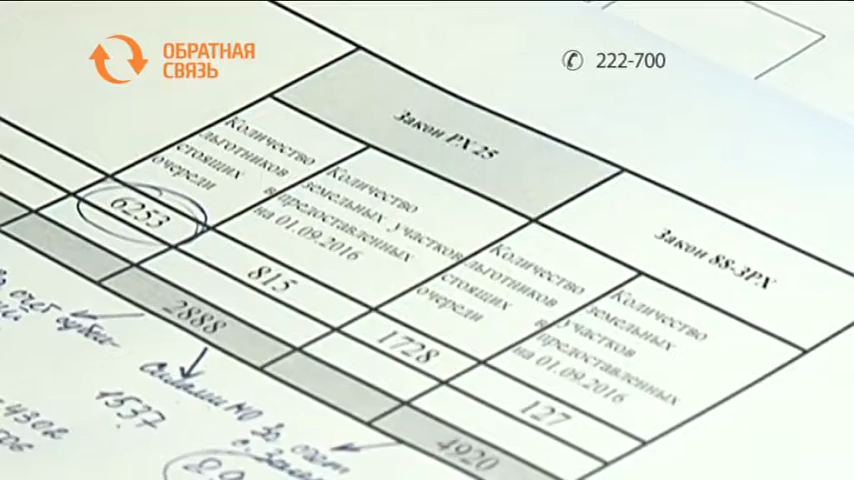 ОБРАТНАЯ
СВЯЗЬ
222-700
Закон РХ 25
Закон 88-ЗРХ
Количество
льготников
стоящих в
очереди
Количество
земельных участков
предоставленных
на 01.09.2016
Количество
льготников
стоящих в
очереди
Количество
земельных
участков
предоставленных
на 01.09.2016
6253
815
1728
127
2888
4920
1537